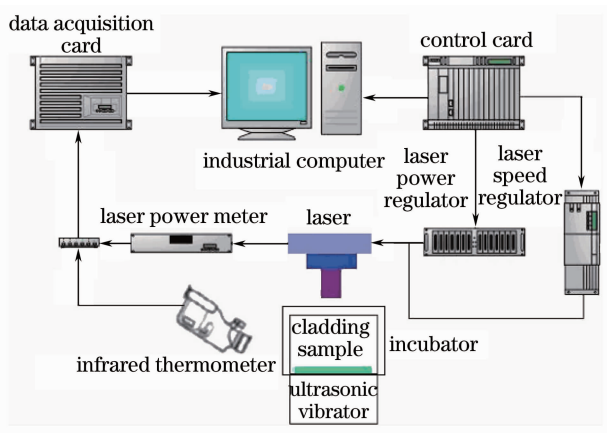 data acquisition
card
control card
industrial computer
laser
power
regulator
laser
speed
regulator
laser power meter
laser
infrared thermometer
cladding
sample
incubator
ultrasonic
vibrator